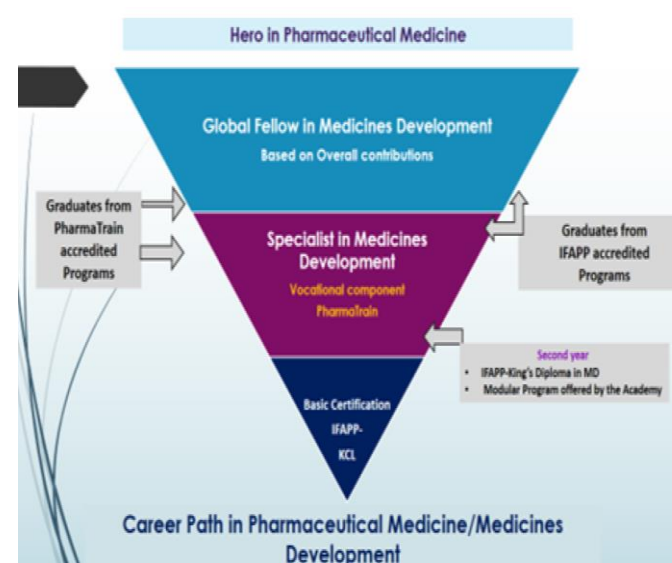 Hero in Pharmaceutical Medicine
Global Fellow in Medicines Development
Based on Overall contributions
Graduates from
PharmaTrain
accredited
Programs
Specialist in Medicines
Development
Vocational component
PharmaTrain
Graduates from
IFAPP accredited
Programs
Second year
• IFAPP-King's Diploma in MD
• Modular Program offered by the Academy
Basic Certification
IFAPP-
KCL
Career Path in Pharmaceutical Medicine/Medicines
Development